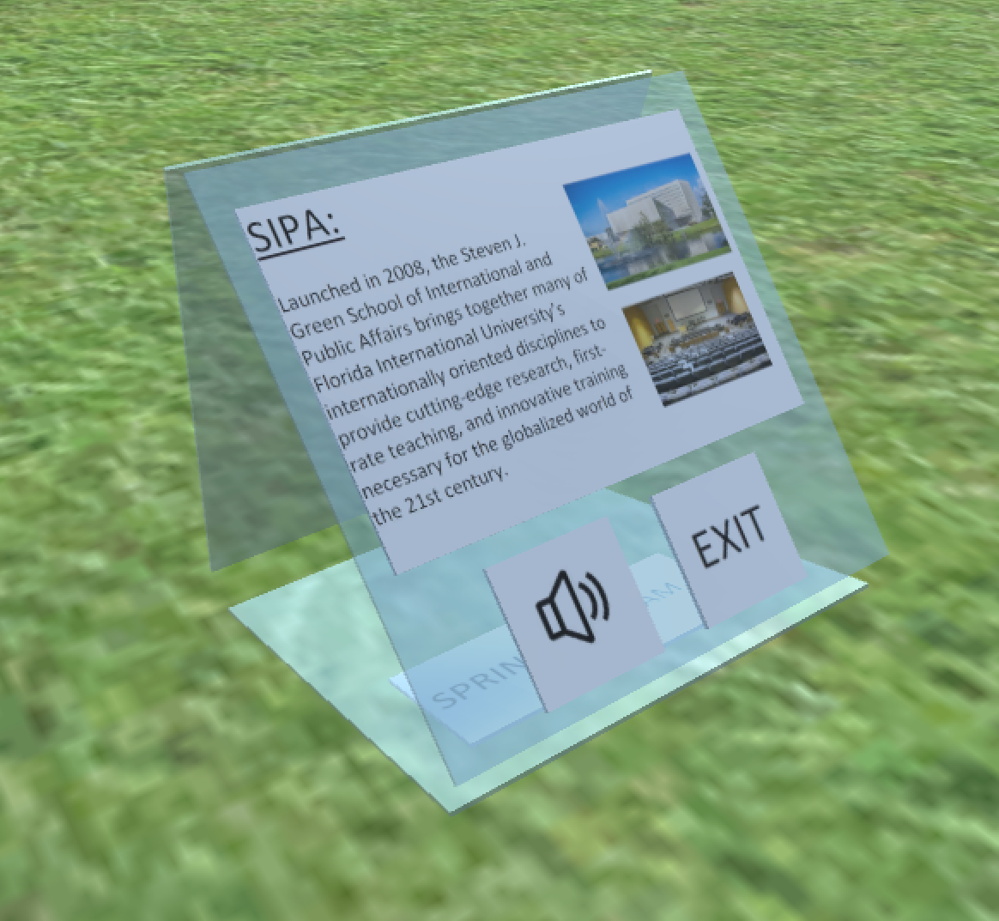 SIPA:
Launched in 2008, the Steven J.
Green School of International and
Public Affairs brings together many of
Florida International University's
internationally oriented disciplines to
provide cutting-edge research, first-
rate teaching, and innovative training
necessary for the globalized world of
the 21st century.
EXIT